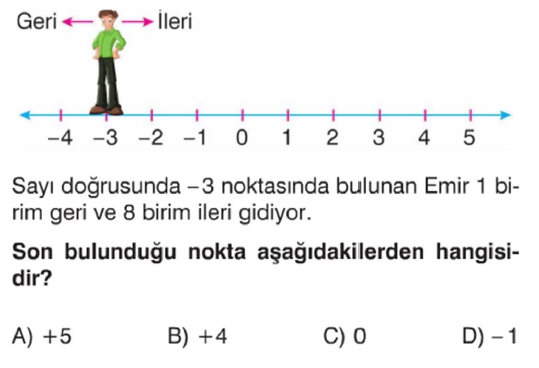 Geri İleri
−4 −3 −2 −1 0 1 2 3 4 5
Sayı doğrusunda −3 noktasında bulunan Emir 1 bi-
rim geri ve 8 birim ileri gidiyor.
Son bulunduğu nokta aşağıdakilerden hangisi-
dir?
A) +5 B) +4 C) 0 D) −1